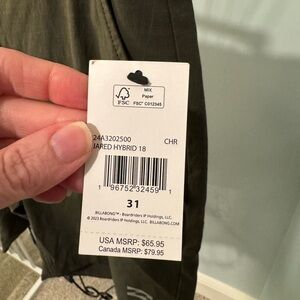 MIX
Paper
FSC
FSC® C012345
24A3202500
CHR
JARED HYBRID 18
1 96752 32459 1
31
BILLABONG™ - Boardriders IP Holdings, LLC.
© 2023 Boardriders IP Holdings, LLC. BILLABONG.COM
USA MSRP: $65.95
Canada MSRP: $79.95